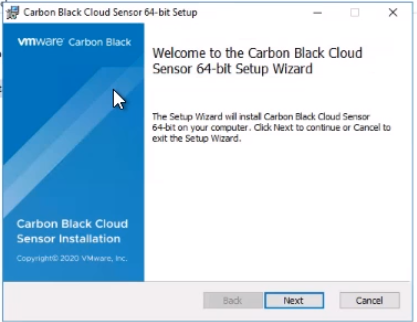 Carbon Black Cloud Sensor 64-bit Setup
vmware Carbon Black
Welcome to the Carbon Black Cloud
Sensor 64-bit Setup Wizard
The Setup Wizard will install Carbon Black Cloud Sensor
64-bit on your computer. Click Next to continue or Cancel to
exit the Setup Wizard.
Carbon Black Cloud
Sensor Installation
Copyright© 2020 VMware, Inc.
Back
Next
Cancel